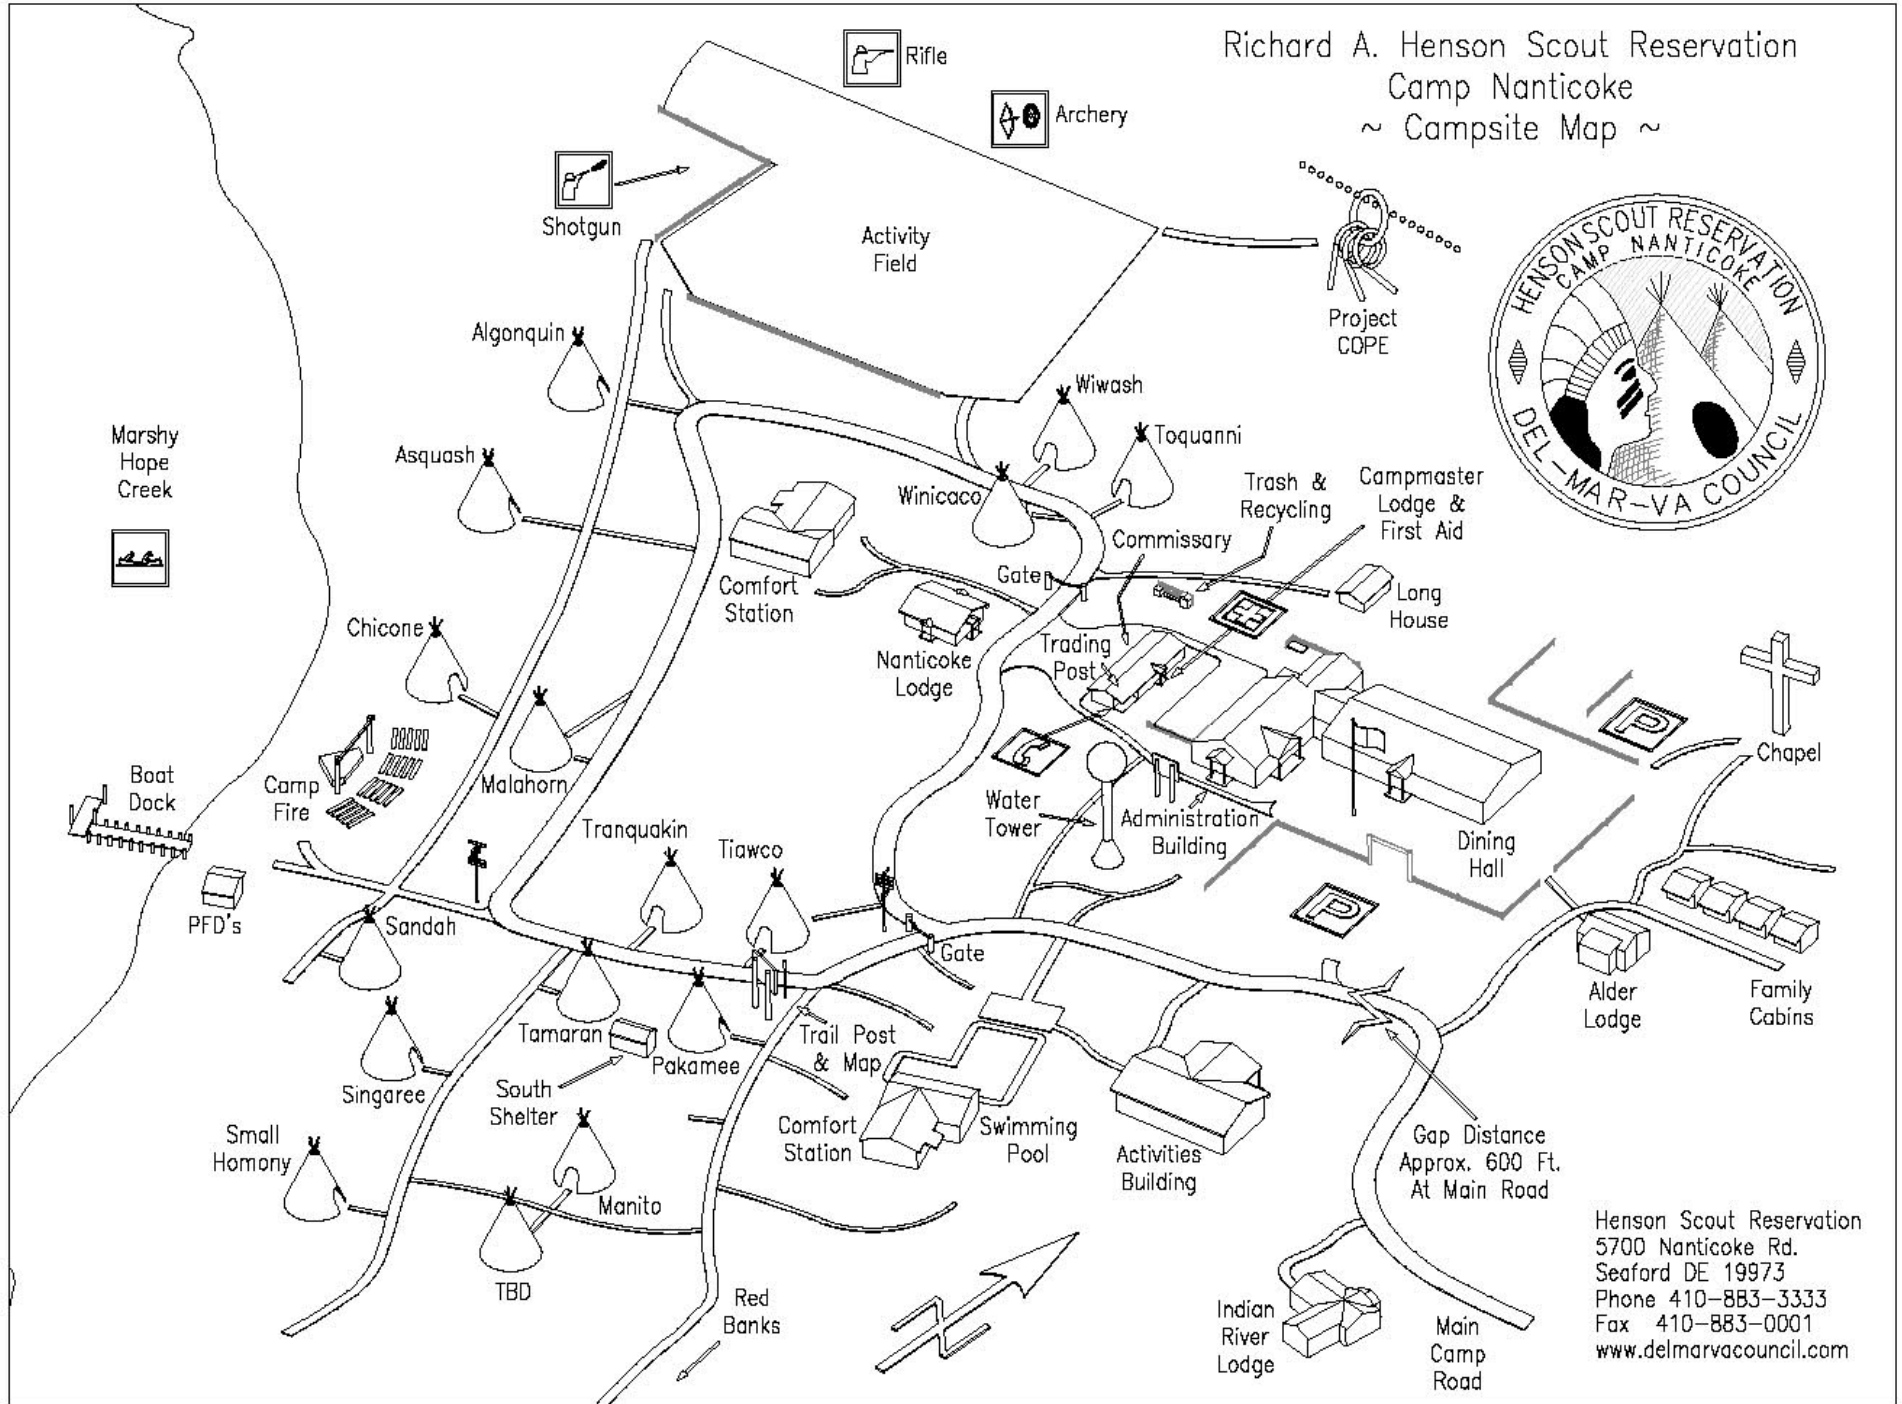 Richard A. Henson Scout Reservation
Camp Nanticoke
~ Campsite Map ~
Rifle
Archery
Shotgun
Activity
Field
Project
COPE
HENSON SCOUT RESERVATION
CAMP NANTICOKE
DEL-MAR-VA COUNCIL
Algonquin
Wiwash
Toquanni
Asquash
Winicaco
Marshy
Hope
Creek
Trash &
Recycling
Campmaster
Lodge &
First Aid
Commissary
Gate
Comfort
Station
Long
House
Chicone
Nanticoke
Lodge
Trading
Post
P
Chapel
Malahorn
Camp
Fire
Boat
Dock
Water
Tower
Administration
Building
Dining
Hall
Tranquakin
Tiawco
PFD's
Sandah
P
Gate
Alder
Lodge
Family
Cabins
Tamaran
Pakamee
Trail Post
& Map
Singaree
South
Shelter
Comfort
Station
Swimming
Pool
Activities
Building
Gap Distance
Approx. 600 Ft.
At Main Road
Small
Homony
Manito
TBD
Red
Banks
Indian
River
Lodge
Main
Camp
Road
Henson Scout Reservation
5700 Nanticoke Rd.
Seaford DE 19973
Phone 410-883-3333
Fax 410-883-0001
www.delmarvacouncil.com